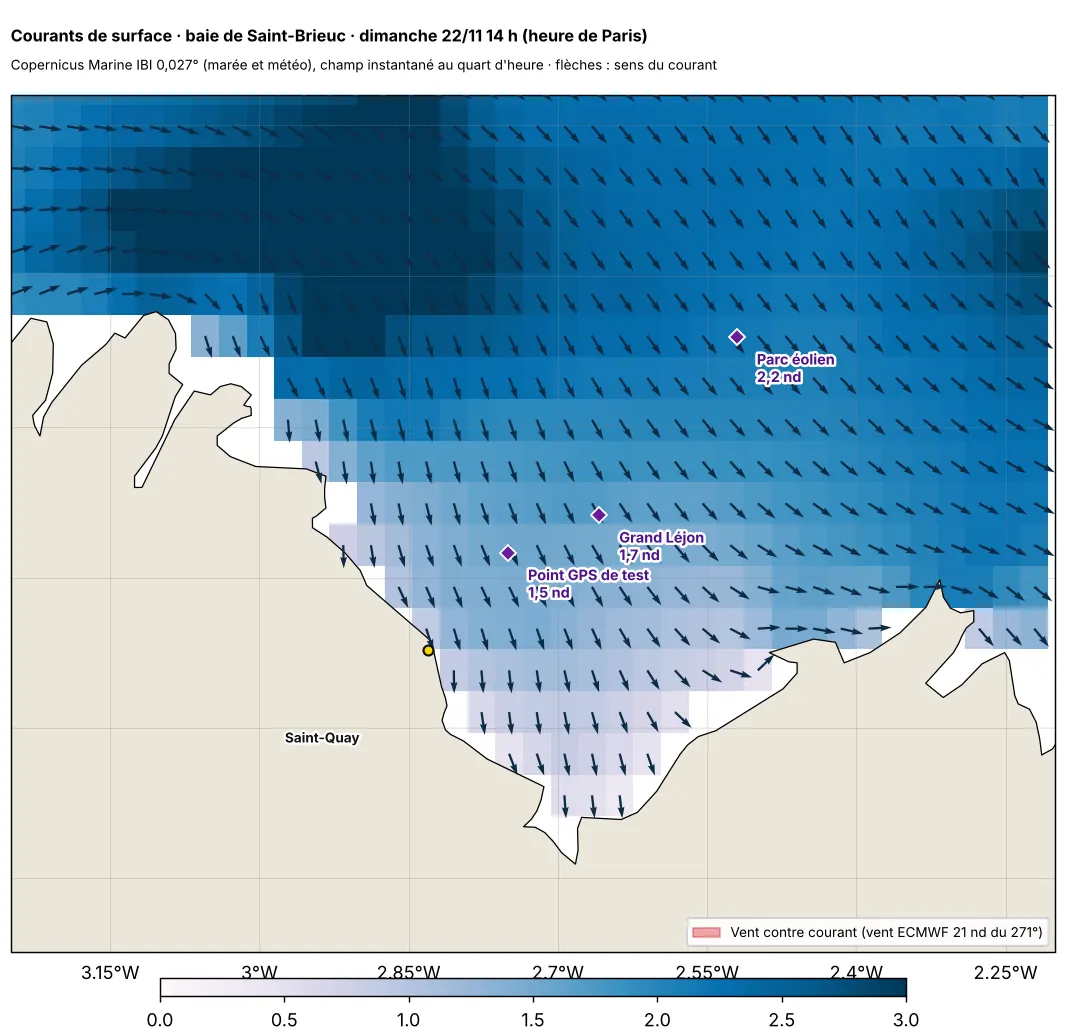 Courants de surface · baie de Saint-Brieuc · dimanche 22/11 14 h (heure de Paris)
Copernicus Marine IBI 0,027° (marée et météo), champ instantané au quart d'heure · flèches : sens du courant
Parc éolien
2,2 nd
Grand Léjon
1,7 nd
Point GPS de test
1,5 nd
Saint-Quay
Vent contre courant (vent ECMWF 21 nd du 271°)
3.15°W 3°W 2.85°W 2.7°W 2.55°W 2.4°W 2.25°W
0.0 0.5 1.0 1.5 2.0 2.5 3.0